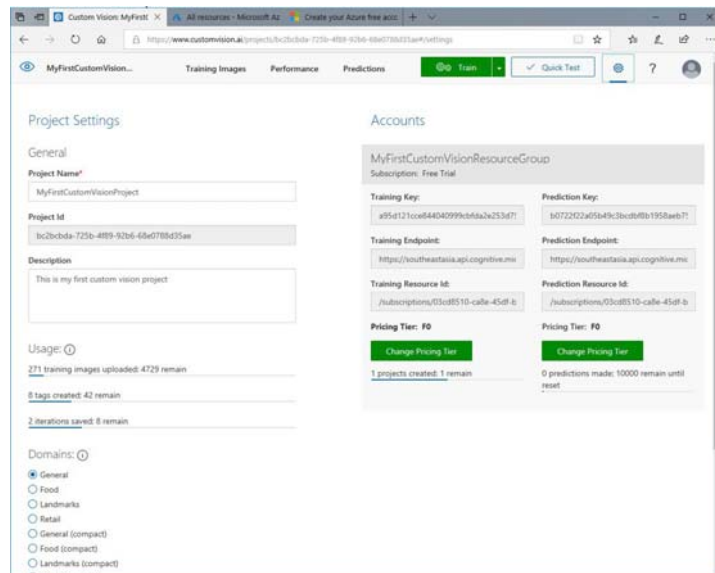 Custom Vision: MyFirstC
All resources - Microsoft Az
Create your Azure free acco
https://www.customvision.ai/projects/bc2bcbda-725b-4f89-92b6-68e0788d35ae#/settings
MyFirstCustomVision...
Training Images
Performance
Predictions
Train
Quick Test
?
Project Settings
General
Project Name*
MyFirstCustomVisionProject
Project Id
bc2bcbda-725b-4f89-92b6-68e0788d35ae
Description
This is my first custom vision project
Usage:
271 training images uploaded: 4729 remain
8 tags created: 42 remain
2 iterations saved: 8 remain
Domains:
General
Food
Landmarks
Retail
General (compact)
Food (compact)
Landmarks (compact)
Accounts
MyFirstCustomVisionResourceGroup
Subscription: Free Trial
Training Key:
Prediction Key:
Training Endpoint:
Prediction Endpoint:
https://southeastasia.api.cognitive.mic
https://southeastasia.api.cognitive.mic
Training Resource Id:
Prediction Resource Id:
/subscriptions/03cd8510-ca8e-45df-b
/subscriptions/03cd8510-ca8e-45df-b
Pricing Tier: F0
Pricing Tier: F0
Change Pricing Tier
Change Pricing Tier
1 projects created: 1 remain
0 predictions made: 10000 remain until
reset